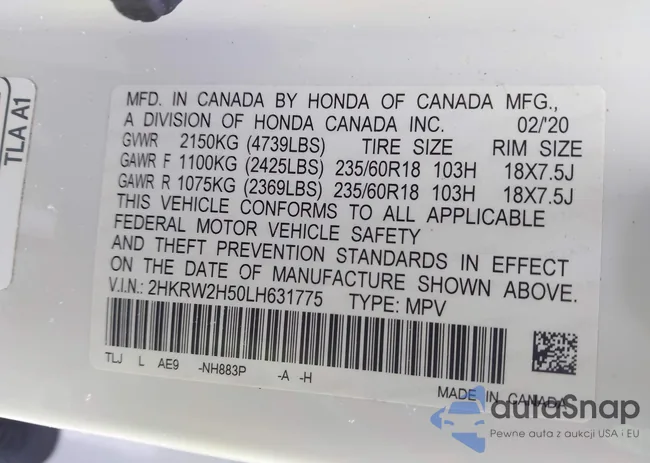 TLA A1
MFD. IN CANADA BY HONDA OF CANADA MFG.,
A DIVISION OF HONDA CANADA INC. 02/'20
GVWR 2150KG (4739LBS) TIRE SIZE RIM SIZE
GAWR F 1100KG (2425LBS) 235/60R18 103H 18X7.5J
GAWR R 1075KG (2369LBS) 235/60R18 103H 18X7.5J
THIS VEHICLE CONFORMS TO ALL APPLICABLE
FEDERAL MOTOR VEHICLE SAFETY
AND THEFT PREVENTION STANDARDS IN EFFECT
ON THE DATE OF MANUFACTURE SHOWN ABOVE.
V.I.N.: 2HKRW2H50LH631775 TYPE: MPV
TLJ L AE9 -NH883P -A -H
MADE IN CANADA
autaSnap
Pewne auta z aukcji USA i EU